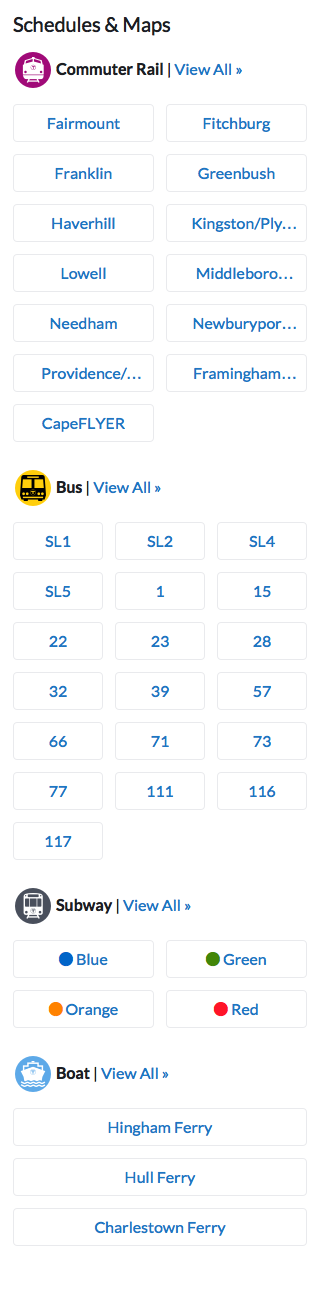 Schedules & Maps
Commuter Rail | View All »
Fairmount Fitchburg
Franklin Greenbush
Haverhill Kingston/Ply...
Lowell Middleboro...
Needham Newburypor...
Providence/... Framingham...
CapeFLYER
Bus | View All »
SL1 SL2 SL4
SL5 1 15
22 23 28
32 39 57
66 71 73
77 111 116
117
Subway | View All »
Blue Green
Orange Red
Boat | View All »
Hingham Ferry
Hull Ferry
Charlestown Ferry